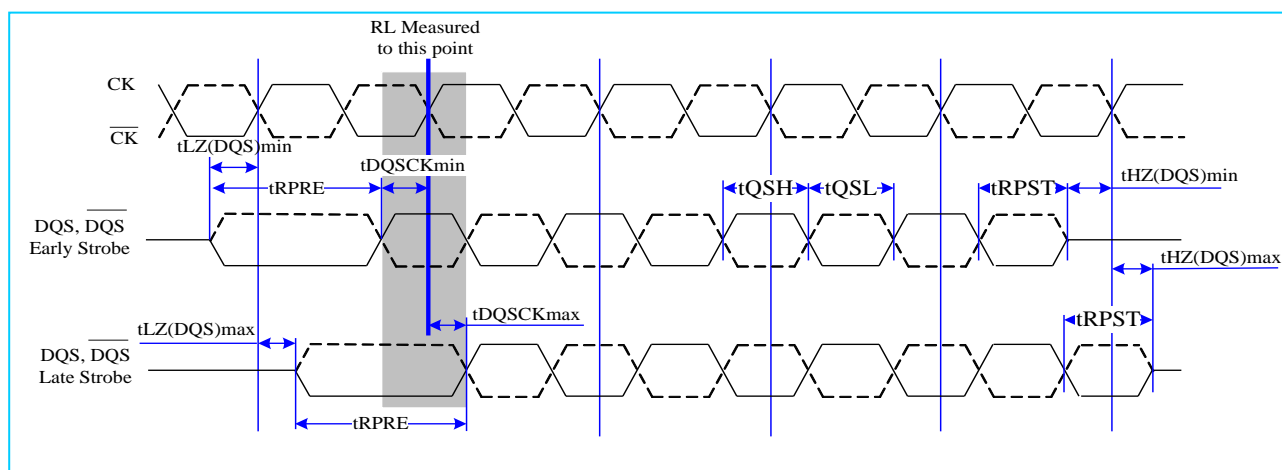 RL Measured
to this point
CK
CK
tLZ(DQS)min
tDQSCKmin
tRPRE
tQSH
tQSL
tRPST
tHZ(DQS)min
DQS, DQS
Early Strobe
tHZ(DQS)max
tDQSCKmax
tLZ(DQS)max
tRPST
DQS, DQS
Late Strobe
tRPRE